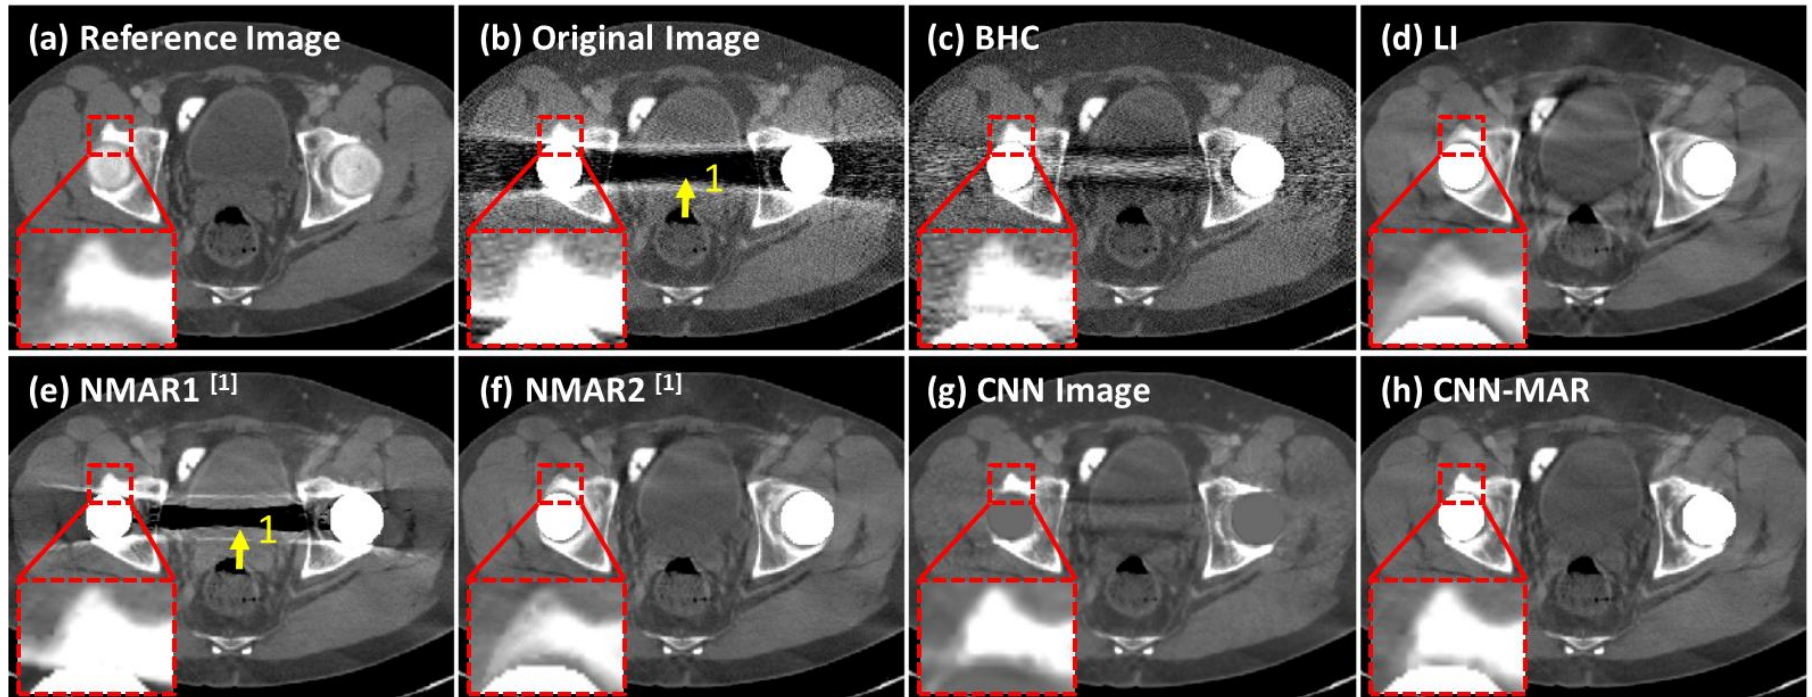 (a) Reference Image
(b) Original Image
(c) BHC
(d) LI
1
(e) NMAR1 [1]
(f) NMAR2 [1]
(g) CNN Image
(h) CNN-MAR
1